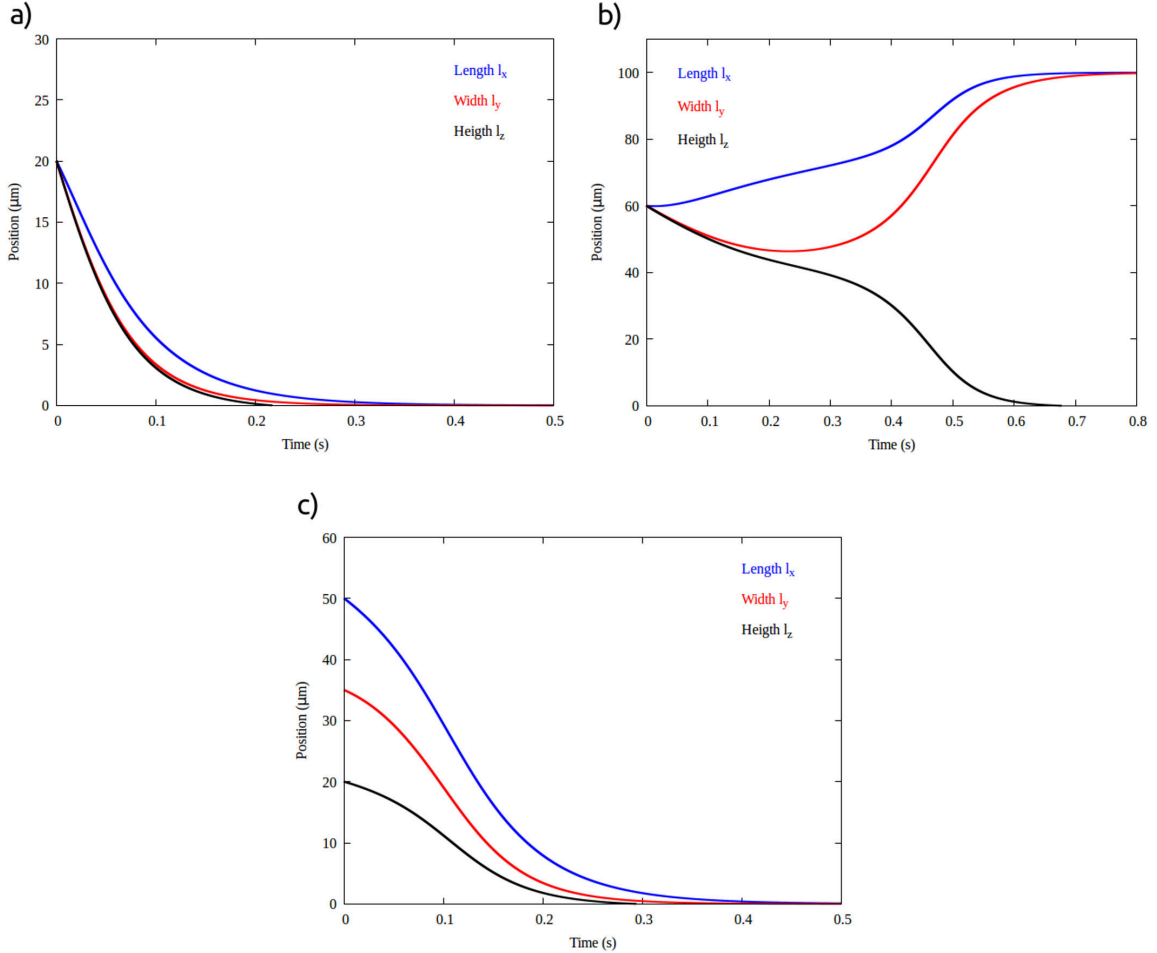 a)
30
25
20
15
10
5
0
Position (μm)
Length lx
Width ly
Heigth lz
0
0.1
0.2
0.3
0.4
0.5
Time (s)
b)
100
80
60
40
20
0
Position (μm)
Length lx
Width ly
Heigth lz
0
0.1
0.2
0.3
0.4
0.5
0.6
0.7
0.8
Time (s)
c)
60
50
40
30
20
10
0
Position (μm)
Length lx
Width ly
Heigth lz
0
0.1
0.2
0.3
0.4
0.5
Time (s)